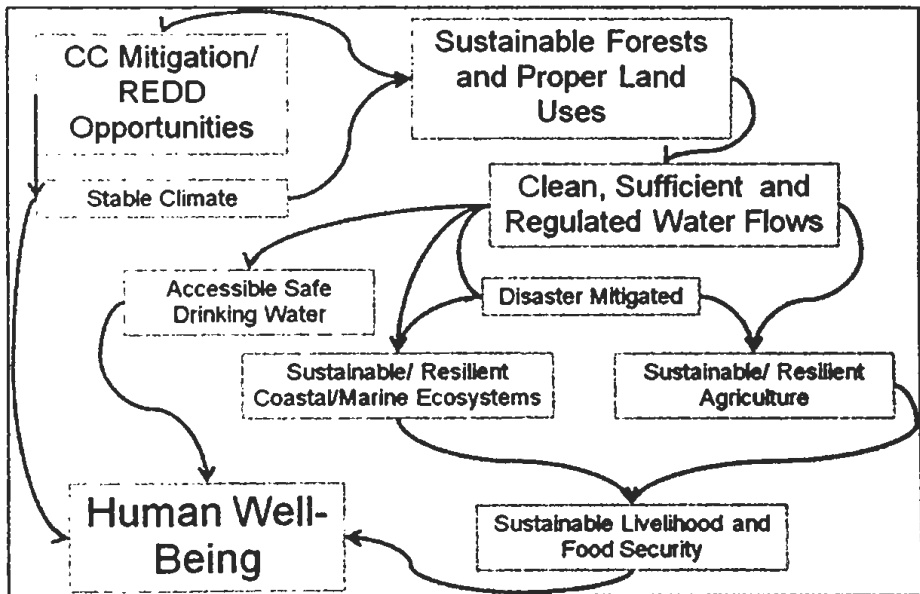 CC Mitigation/
REDD
Opportunities
Sustainable Forests
and Proper Land
Uses
Stable Climate
Clean, Sufficient and
Regulated Water Flows
Accessible Safe
Drinking Water
Disaster Mitigated
Sustainable/ Resilient
Coastal/Marine Ecosystems
Sustainable/ Resilient
Agriculture
Human Well-
Being
Sustainable Livelihood and
Food Security